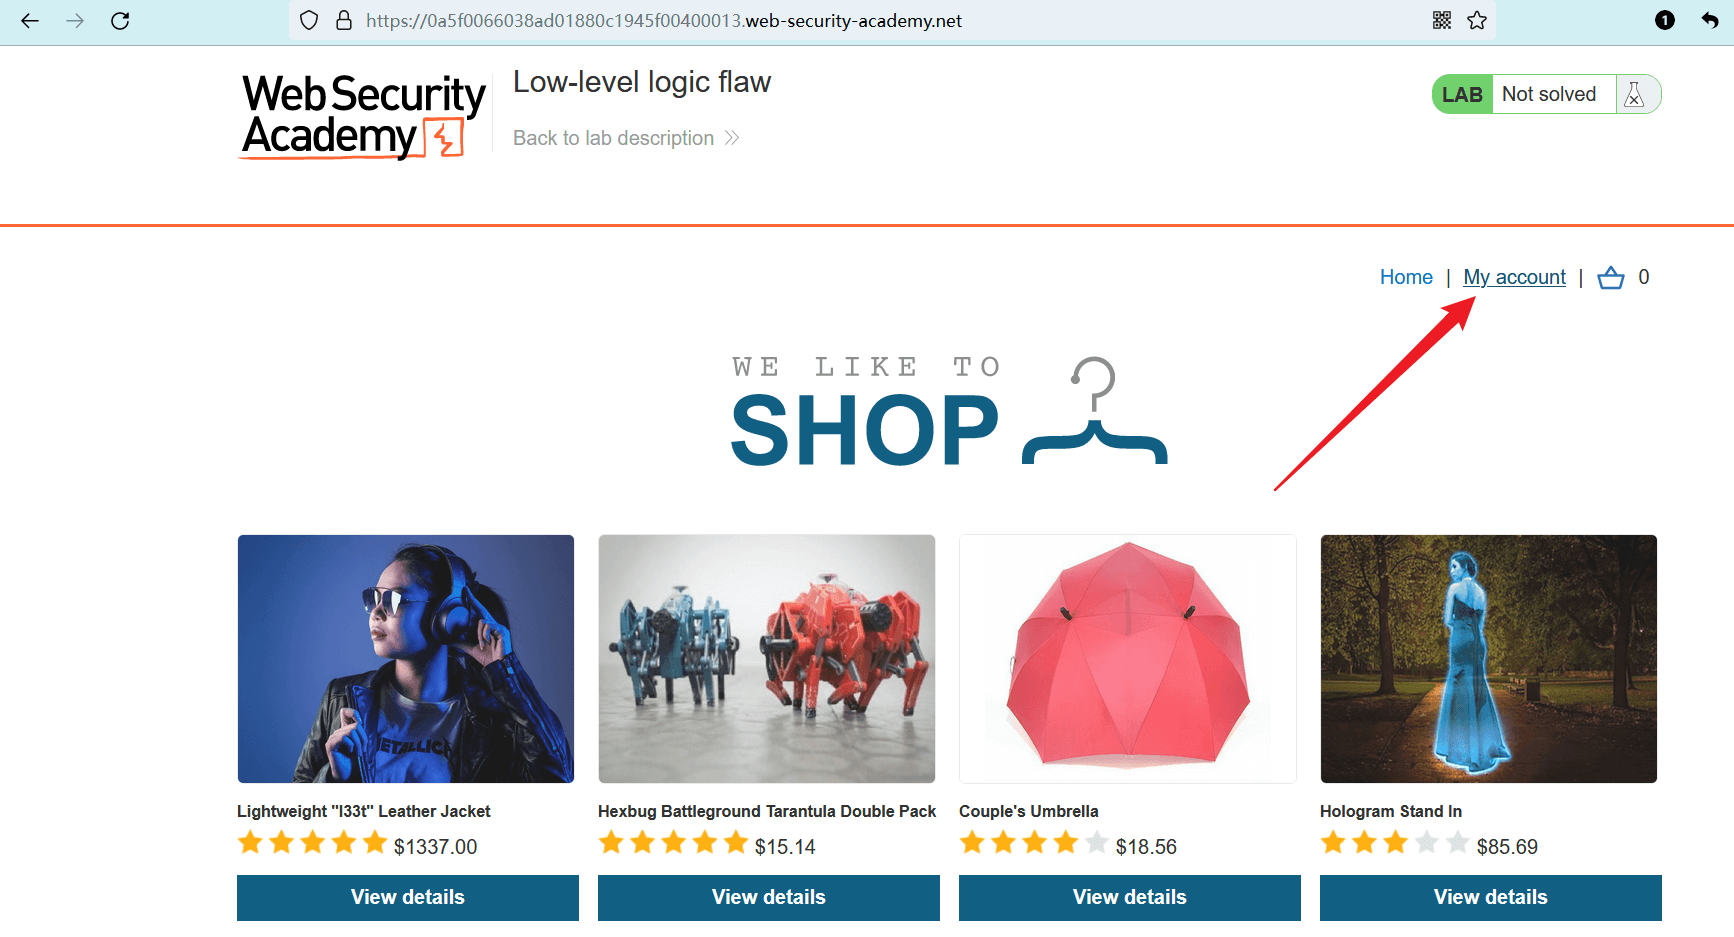 https://0a5f0066038ad01880c1945f00400013.web-security-academy.net
1
Web Security
Academy
Low-level logic flaw
Back to lab description
LAB Not solved
Home | My account | 0
WE LIKE TO
SHOP
METALLICA
Lightweight "l33t" Leather Jacket
$1337.00
View details
Hexbug Battleground Tarantula Double Pack
$15.14
View details
Couple's Umbrella
$18.56
View details
Hologram Stand In
$85.69
View details